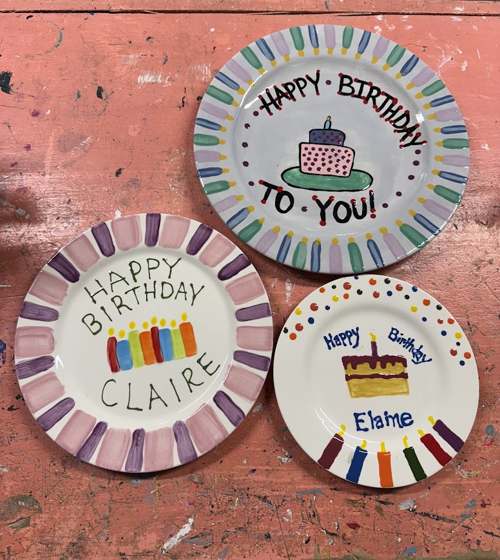 HAPPY BIRTHDAY
TO YOU!
HAPPY
BIRTHDAY
CLAIRE
Happy Birthday
Elaine